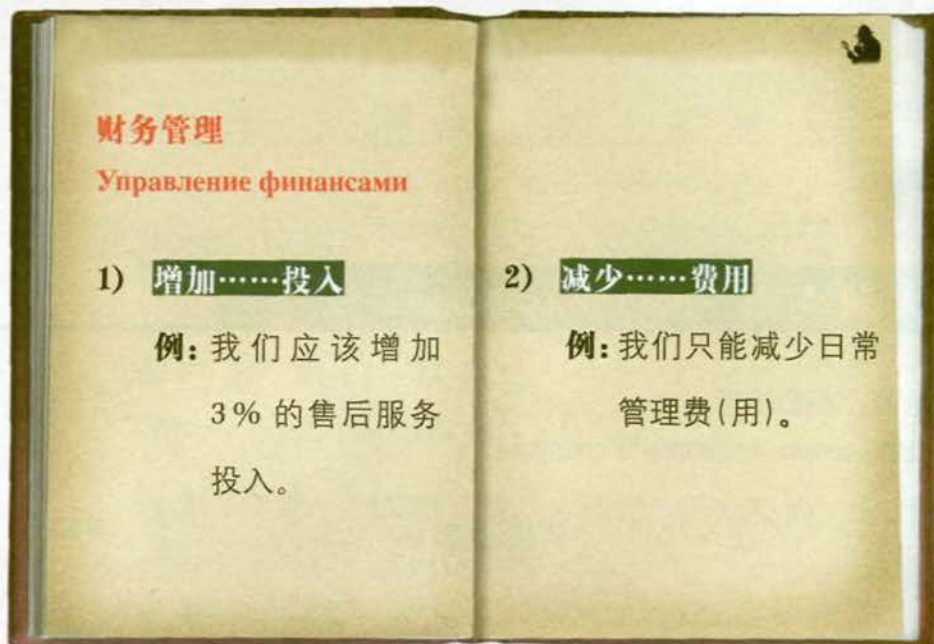 财务管理
Управление финансами
1) 增加……投入
例：我们应该增加
3% 的售后服务
投入。
2) 减少……费用
例：我们只能减少日常
管理费(用)。